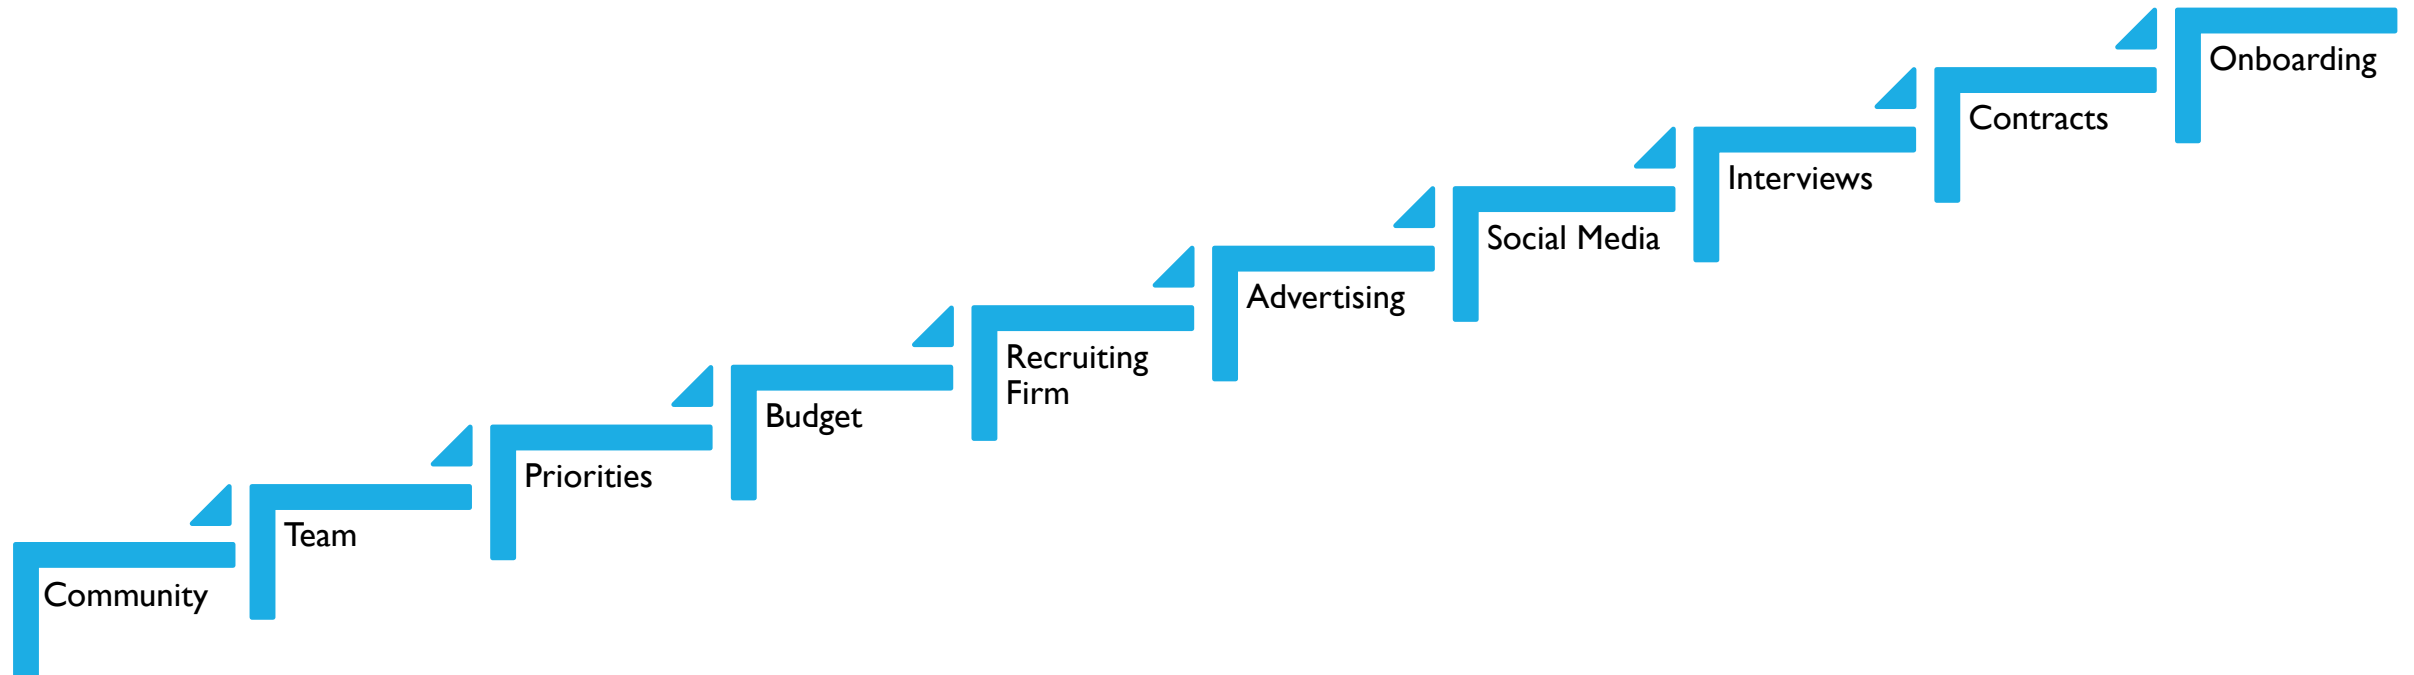 Community
Team
Priorities
Budget
Recruiting
Firm
Advertising
Social Media
Interviews
Contracts
Onboarding